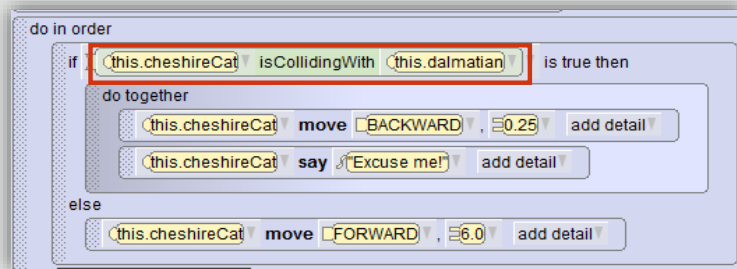 do in order
if this.cheshireCat isCollidingWith this.dalmatian is true then
do together
this.cheshireCat move BACKWARD , 0.25 add detail
this.cheshireCat say "Excuse me!" add detail
else
this.cheshireCat move FORWARD , 6.0 add detail